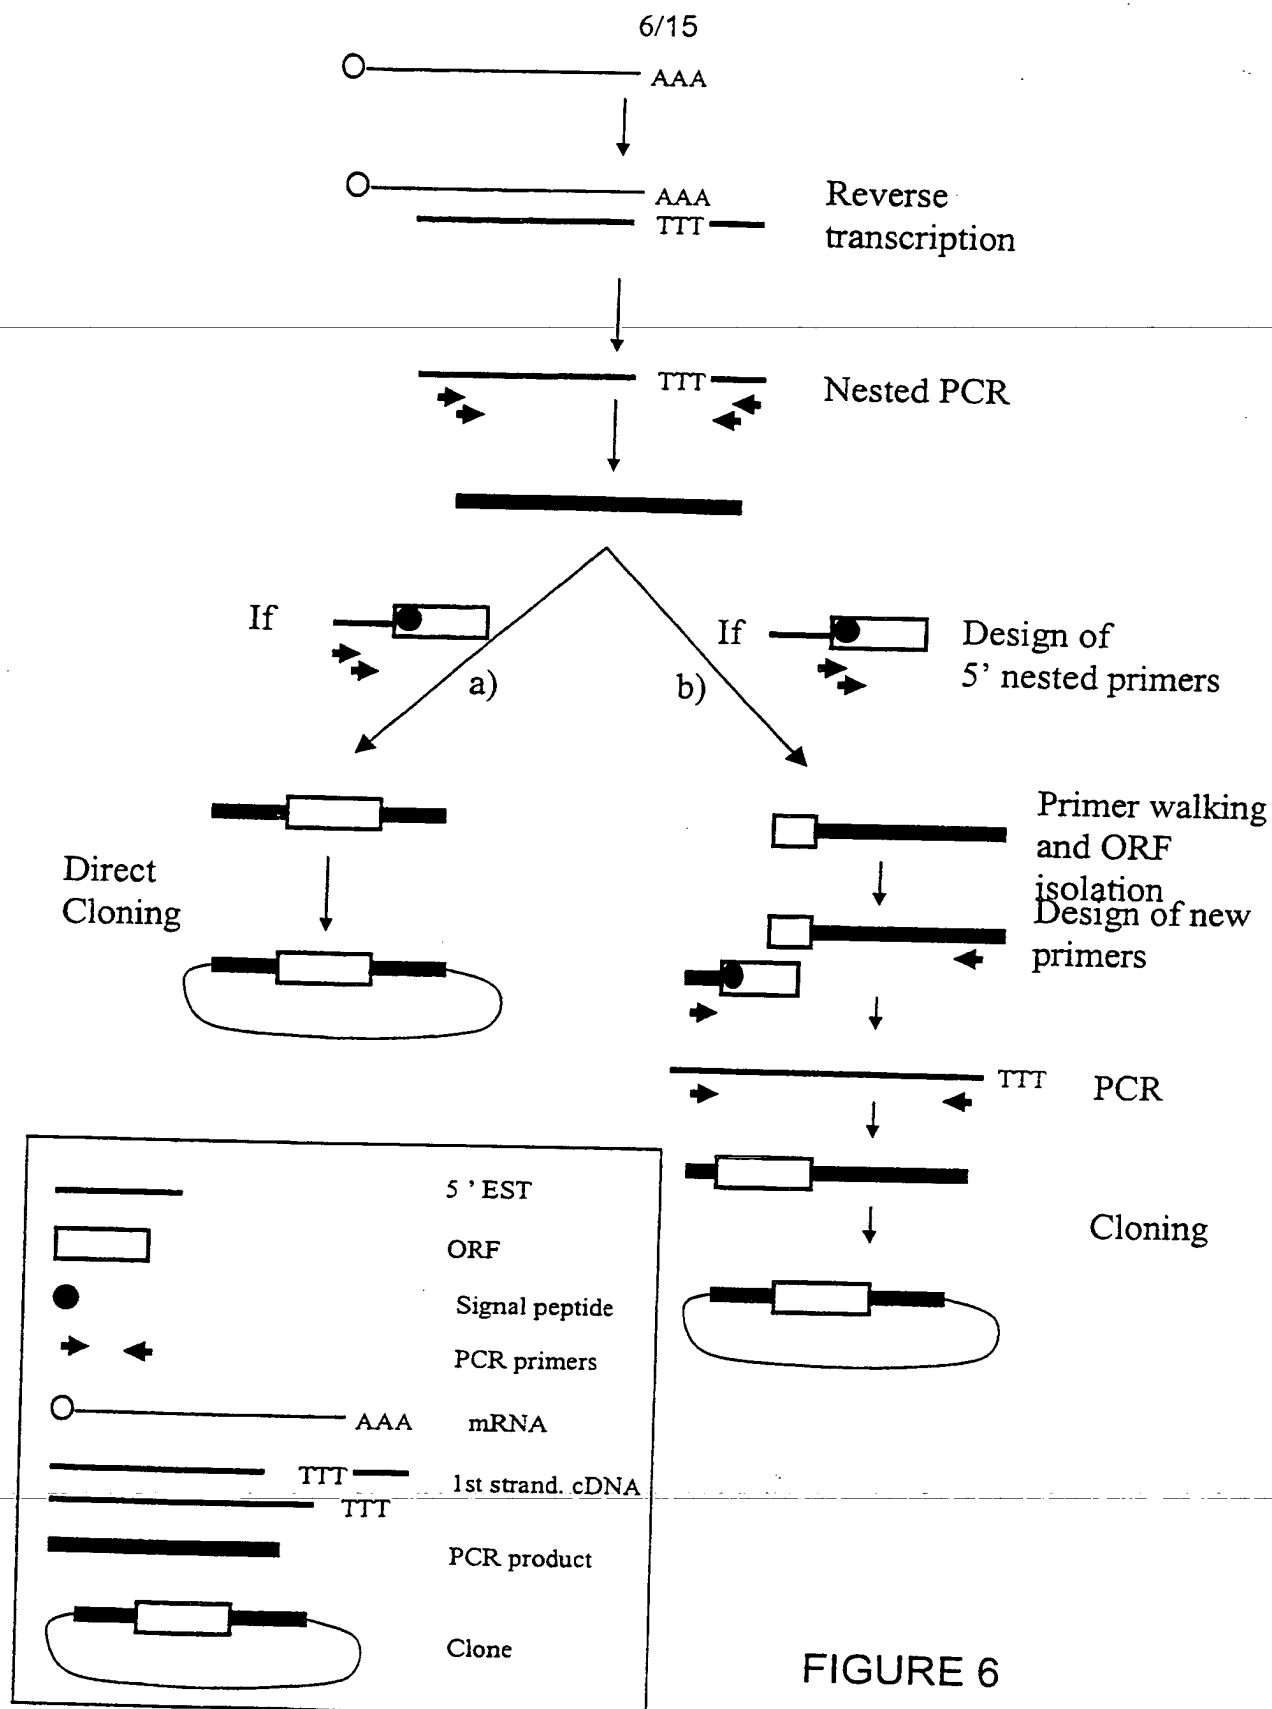 6/15
AAA
AAA
TTT
Reverse
transcription
TTT
Nested PCR
If
a)
If
b)
Design of
5' nested primers
Primer walking
and ORF
isolation
Direct
Cloning
Design of new
primers
TTT
PCR
Cloning
5 ' EST
ORF
Signal peptide
PCR primers
AAA
mRNA
TTT
1st strand. cDNA
TTT
PCR product
Clone
FIGURE 6